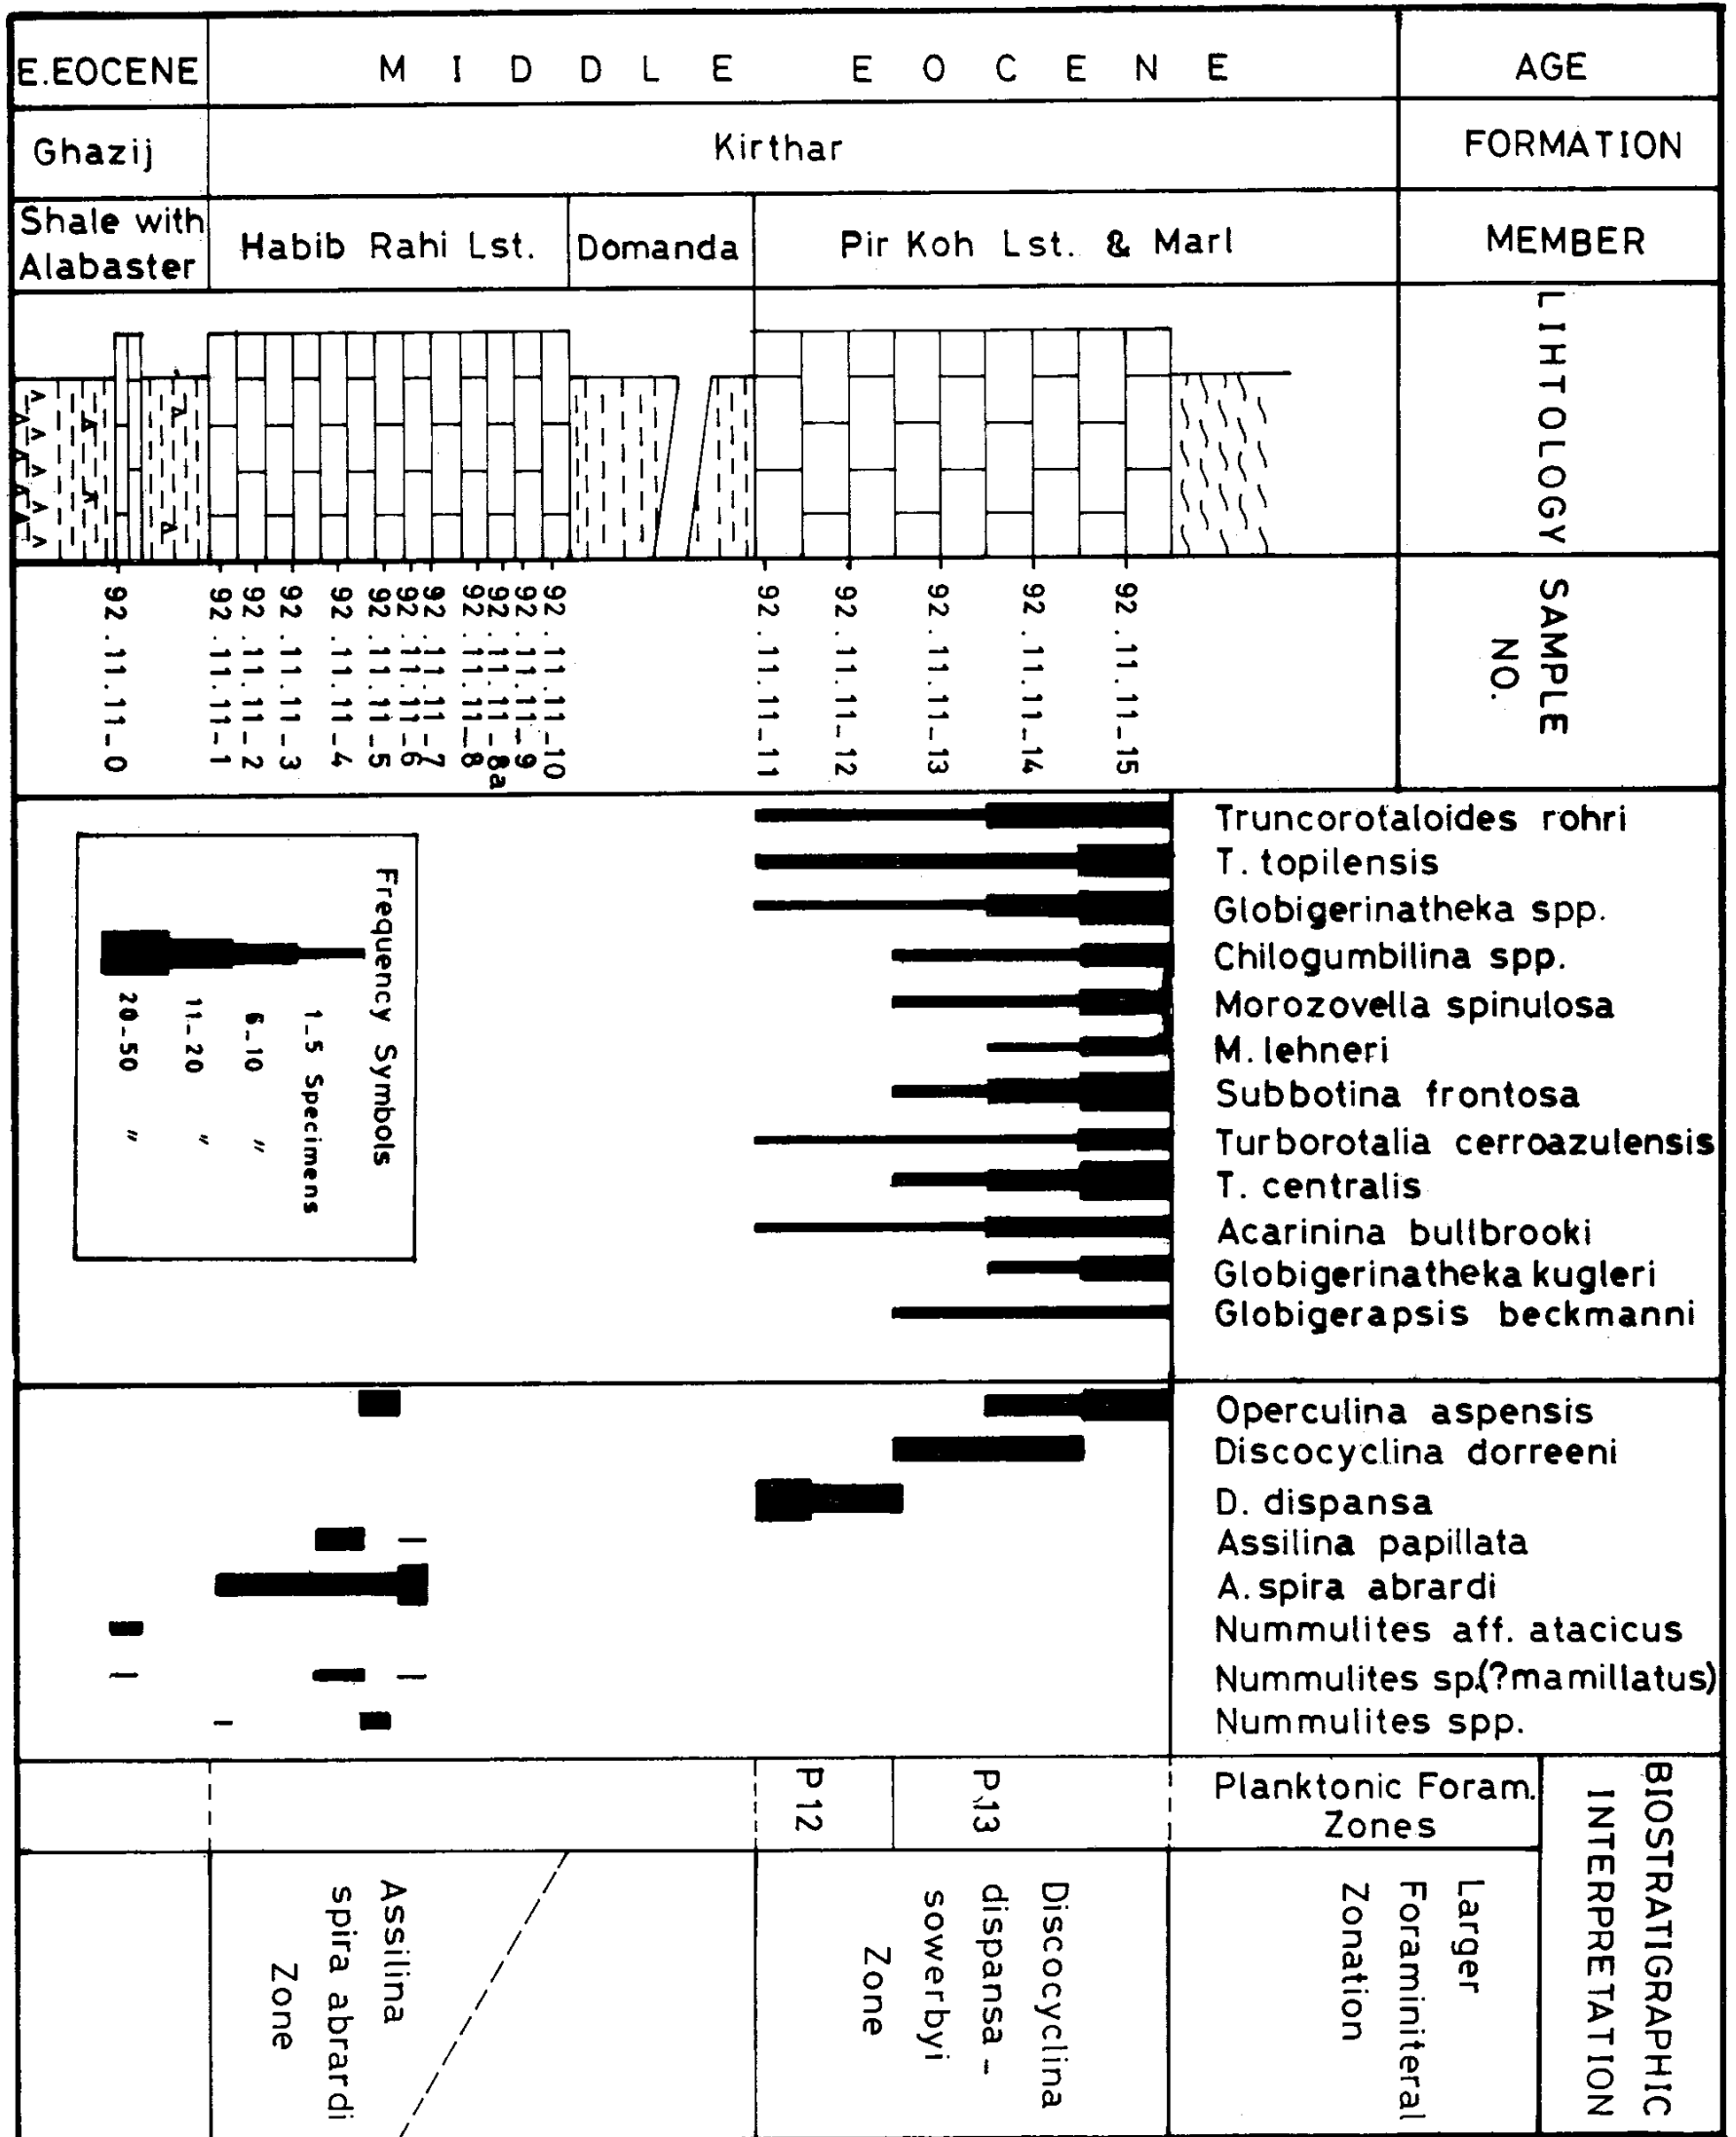 E.EOCENE
MIDDLE EOCENE
AGE
Ghazij
Kirthar
FORMATION
Shale with
Alabaster
Habib Rahi Lst.
Domanda
Pir Koh Lst. & Marl
MEMBER
LIHTOLOGY
92.11.11-0
92.11.11-1
92.11.11-2
92.11.11-3
92.11.11-4
92.11.11-5
92.11.11-6
92.11.11-7
92.11.11-8
92.11.11-8a
92.11.11-9
92.11.11-10
92.11.11-11
92.11.11-12
92.11.11-13
92.11.11-14
92.11.11-15
SAMPLE
NO.
Frequency Symbols
1-5 Specimens
6-10 "
11-20 "
20-50 "
Truncorotaloides rohri
T. topilensis
Globigerinatheka spp.
Chilogumbilina spp.
Morozovella spinulosa
M. lehneri
Subbotina frontosa
Turborotalia cerroazulensis
T. centralis
Acarinina bullbrooki
Globigerinatheka kugleri
Globigerapsis beckmanni
Operculina aspensis
Discocyclina dorreeni
D. dispansa
Assilina papillata
A. spira abrardi
Nummulites aff. atacicus
Nummulites sp.(?mamillatus)
Nummulites spp.
P 12
P.13
Planktonic Foram.
Zones
BIOSTRATIGRAPHIC
INTERPRETATION
Assilina
spira abrardi
Zone
Discocyclina
dispansa -
sowerbyi
Zone
Larger
Foraminiteral
Zonation